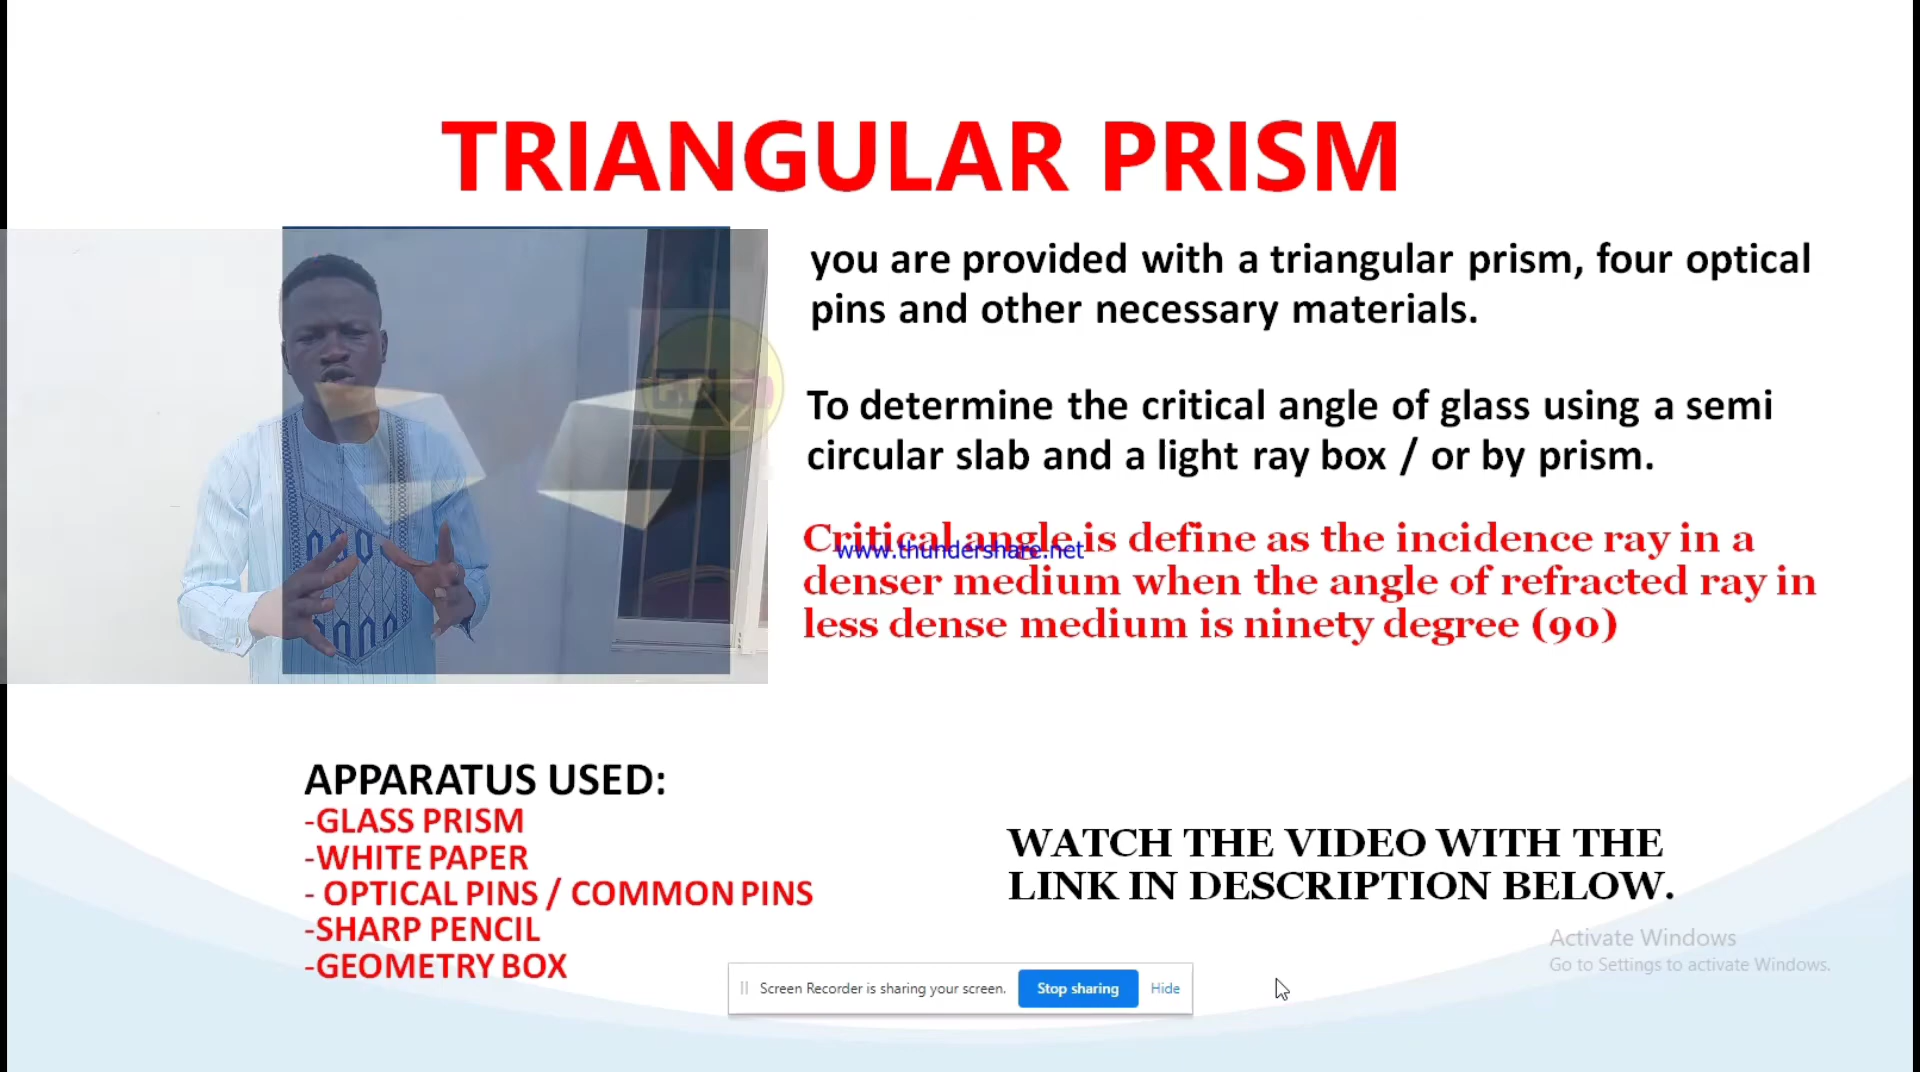 TRIANGULAR PRISM
you are provided with a triangular prism, four optical
pins and other necessary materials.
To determine the critical angle of glass using a semi
circular slab and a light ray box / or by prism.
Critical angle is define as the incidence ray in a
www.thundershare.net
denser medium when the angle of refracted ray in
less dense medium is ninety degree (90)
APPARATUS USED:
-GLASS PRISM
-WHITE PAPER
- OPTICAL PINS / COMMON PINS
-SHARP PENCIL
-GEOMETRY BOX
WATCH THE VIDEO WITH THE
LINK IN DESCRIPTION BELOW.
Activate Windows
Go to Settings to activate Windows.
Screen Recorder is sharing your screen. Stop sharing Hide